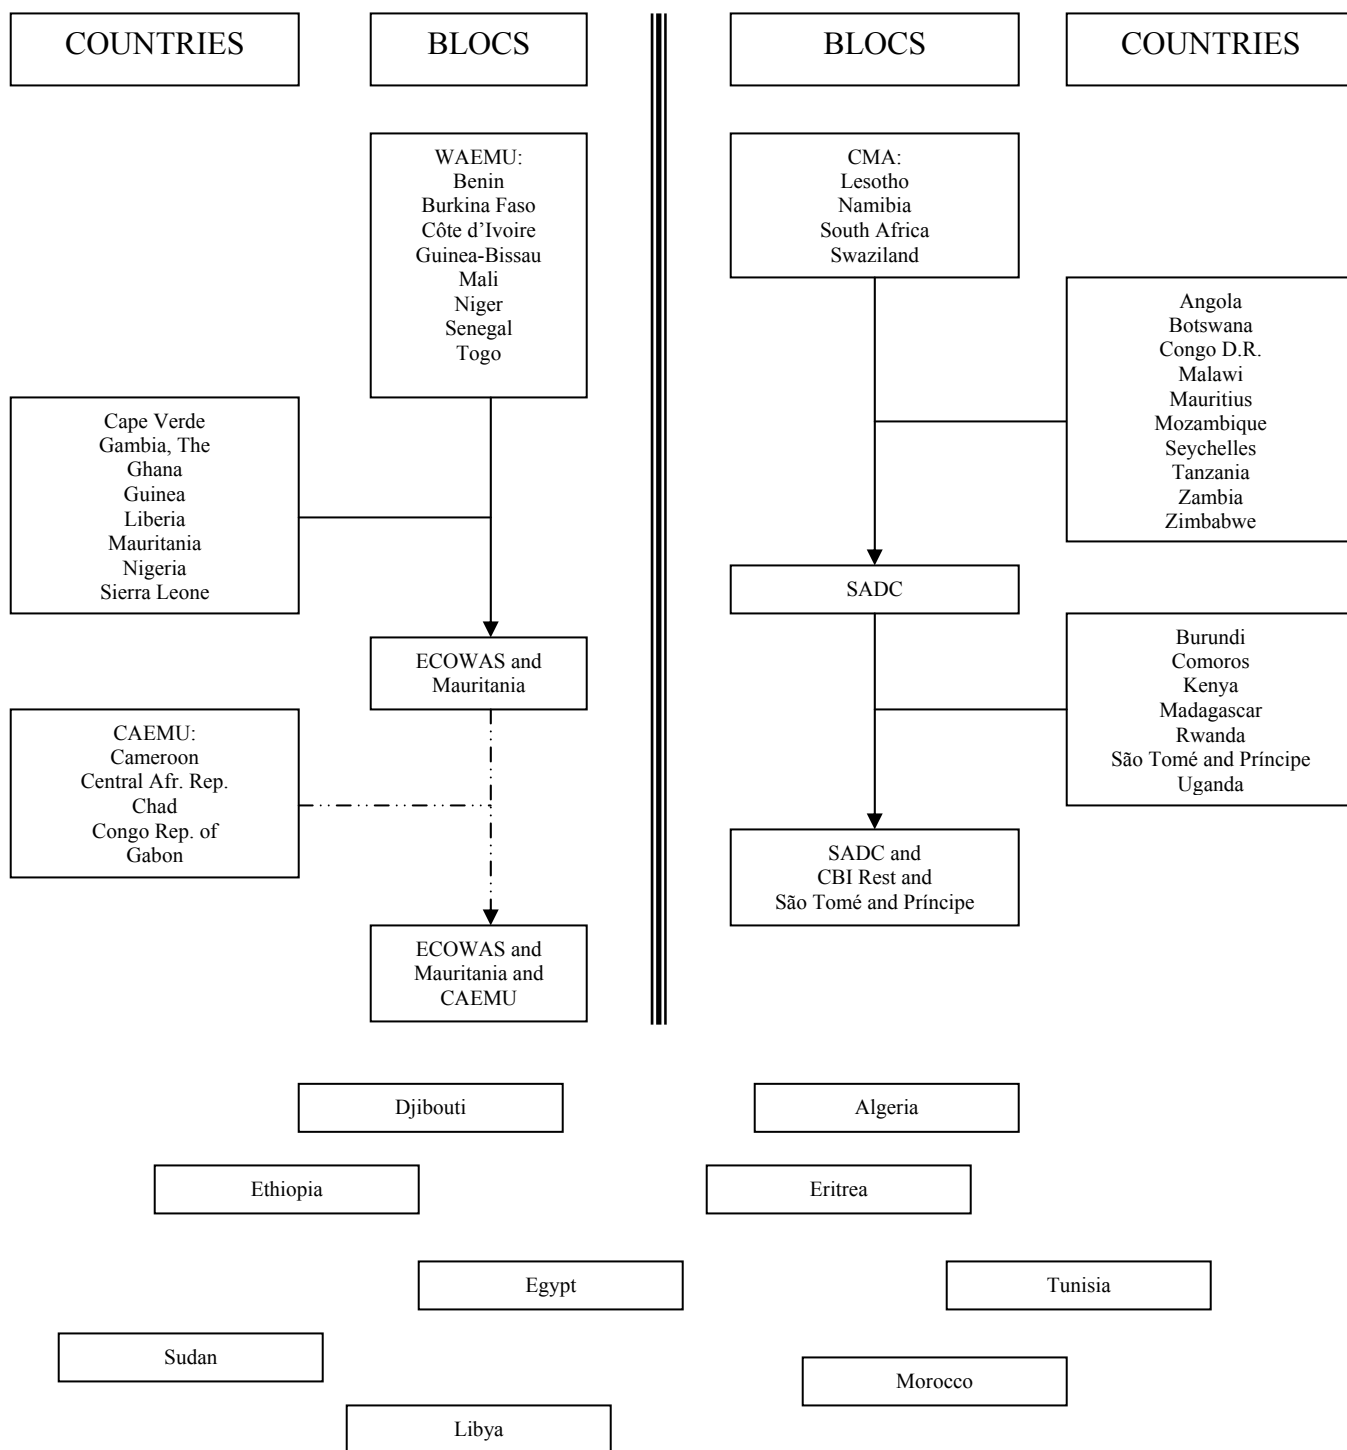 COUNTRIES
BLOCS
BLOCS
COUNTRIES
WAEMU:
Benin
Burkina Faso
Côte d’Ivoire
Guinea-Bissau
Mali
Niger
Senegal
Togo
CMA:
Lesotho
Namibia
South Africa
Swaziland
Cape Verde
Gambia, The
Ghana
Guinea
Liberia
Mauritania
Nigeria
Sierra Leone
Angola
Botswana
Congo D.R.
Malawi
Mauritius
Mozambique
Seychelles
Tanzania
Zambia
Zimbabwe
SADC
ECOWAS and
Mauritania
Burundi
Comoros
Kenya
Madagascar
Rwanda
São Tomé and Príncipe
Uganda
CAEMU:
Cameroon
Central Afr. Rep.
Chad
Congo Rep. of
Gabon
SADC and
CBI Rest and
São Tomé and Príncipe
ECOWAS and
Mauritania and
CAEMU
Djibouti
Algeria
Ethiopia
Eritrea
Egypt
Tunisia
Sudan
Morocco
Libya